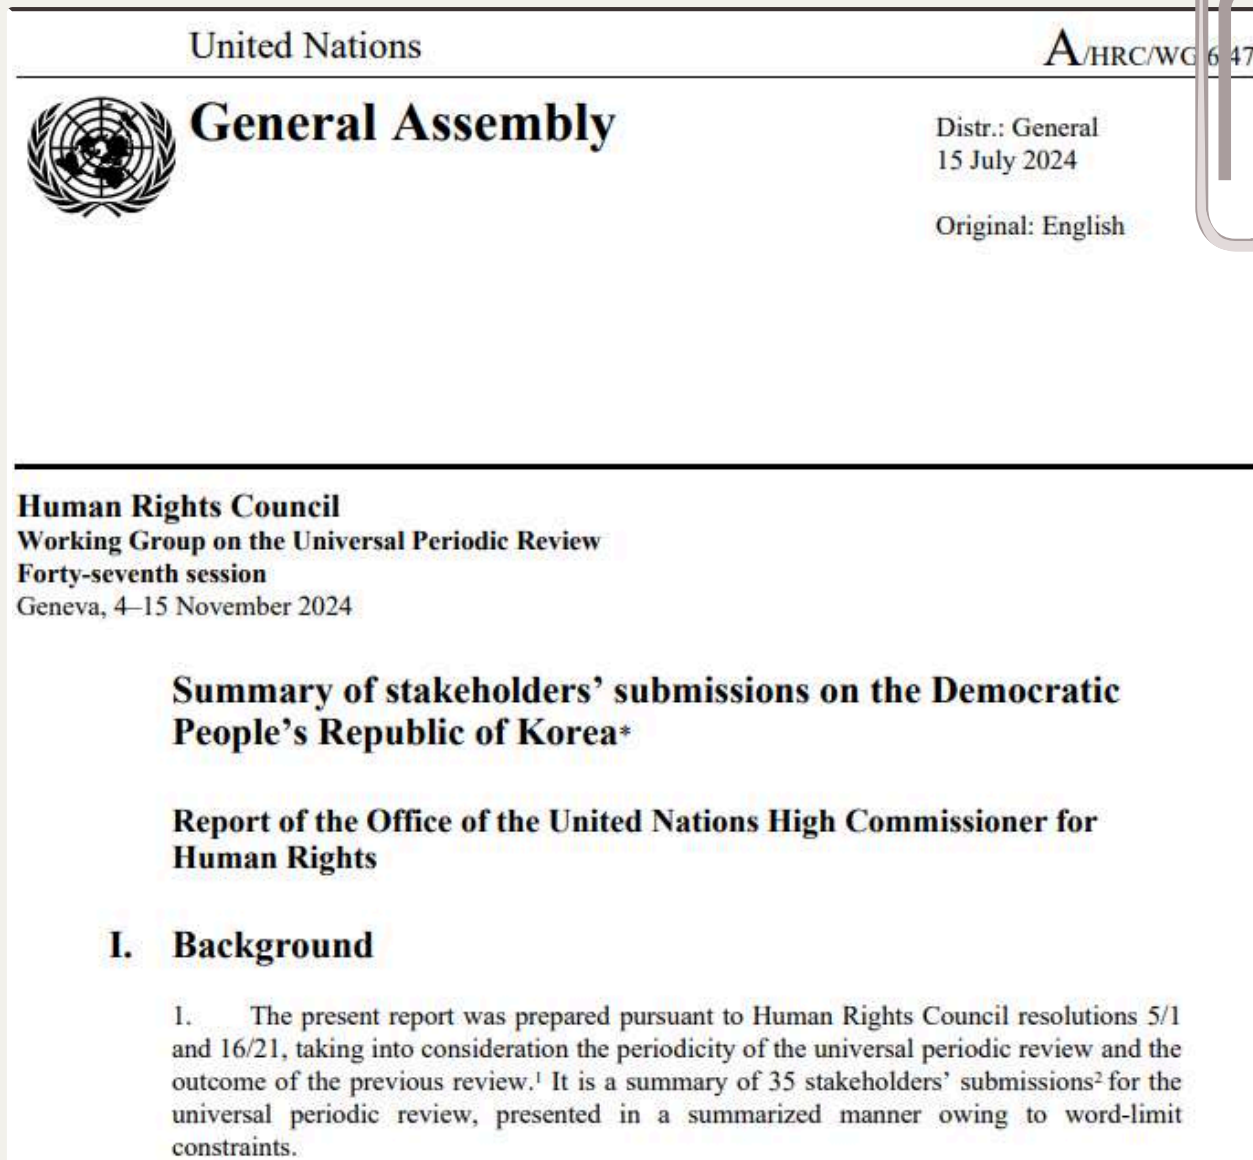 United Nations
A/HRC/WG.6/47
General Assembly
Distr.: General
15 July 2024
Original: English
Human Rights Council
Working Group on the Universal Periodic Review
Forty-seventh session
Geneva, 4–15 November 2024
Summary of stakeholders’ submissions on the Democratic
People’s Republic of Korea*
Report of the Office of the United Nations High Commissioner for
Human Rights
I. Background
1. The present report was prepared pursuant to Human Rights Council resolutions 5/1
and 16/21, taking into consideration the periodicity of the universal periodic review and the
outcome of the previous review.¹ It is a summary of 35 stakeholders’ submissions² for the
universal periodic review, presented in a summarized manner owing to word-limit
constraints.